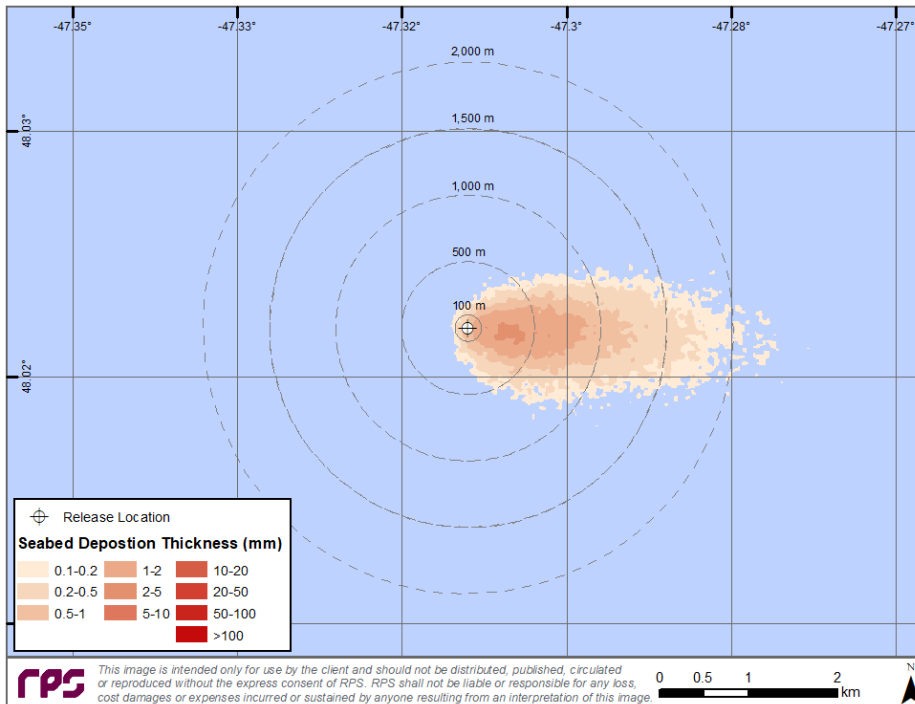 -47.35° -47.33° -47.32° -47.3° -47.28° -47.27°
2,000 m
48.03°
1,500 m
1,000 m
500 m
100 m
48.02°
Release Location
Seabed Depostion Thickness (mm)
0.1-0.2 1-2 10-20
0.2-0.5 2-5 20-50
0.5-1 5-10 50-100
>100
rps
This image is intended only for use by the client and should not be distributed, published, circulated
or reproduced without the express consent of RPS. RPS shall not be liable or responsible for any loss,
cost damages or expenses incurred or sustained by anyone resulting from an interpretation of this image.
0 0.5 1 2
km
N